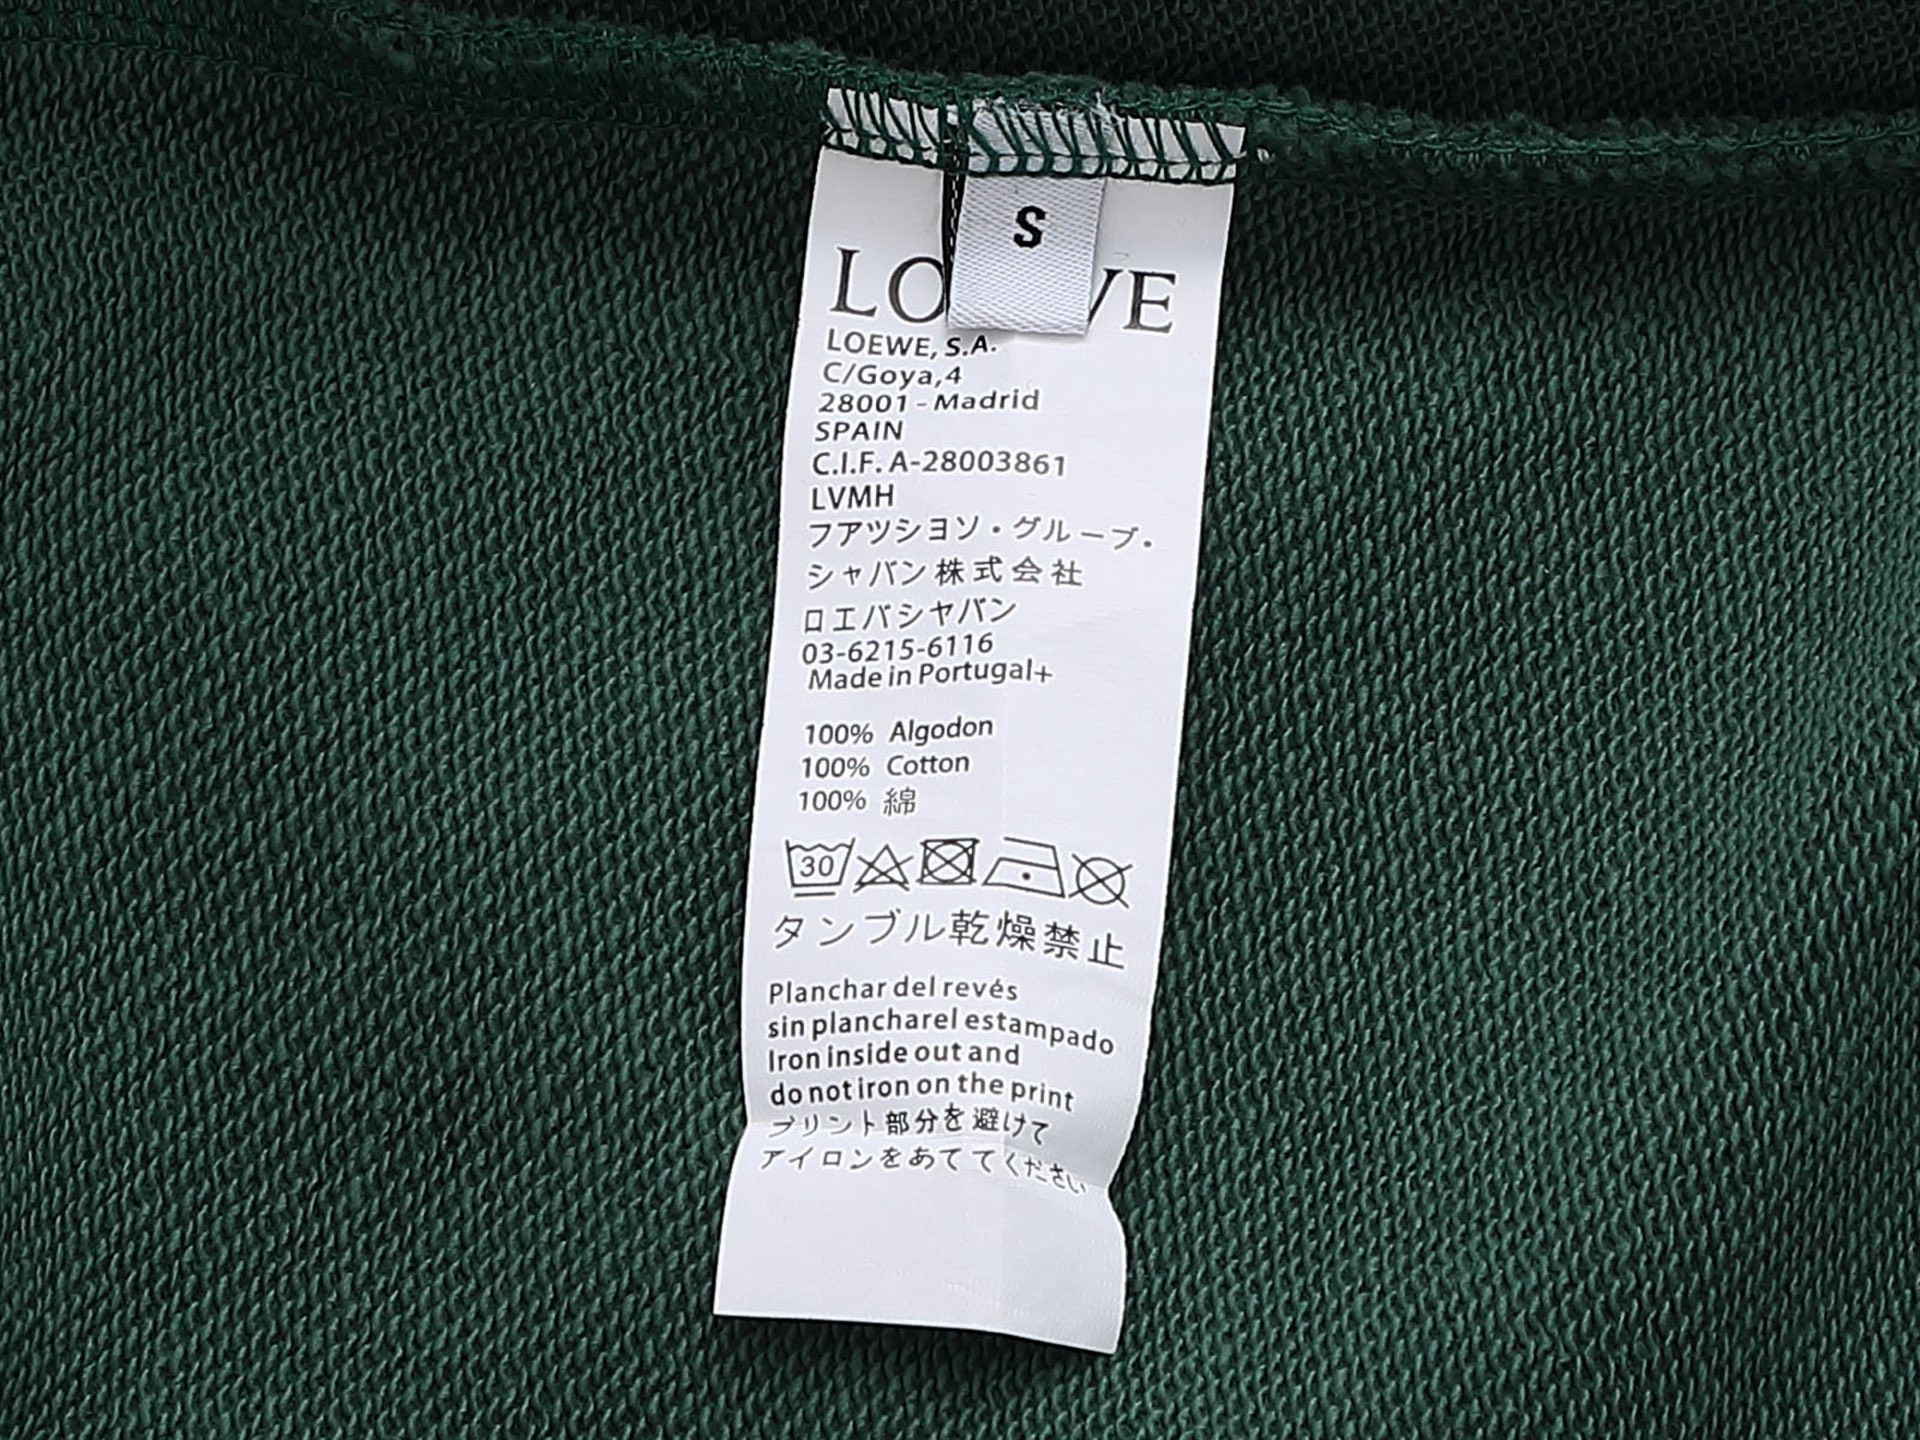 S
LO VE
LOEWE, S.A.
C/Goya,4
28001 - Madrid
SPAIN
C.I.F. A-28003861
LVMH
フアツシヨソ・グループ・
シャバン株式会社
ロエバシヤバン
03-6215-6116
Made in Portugal+
100% Algodon
100% Cotton
100% 綿
30
タンブル乾燥禁止
Planchar del revés
sin plancharel estampado
Iron inside out and
do not iron on the print
プリント部分を避けて
アイロンをあててください